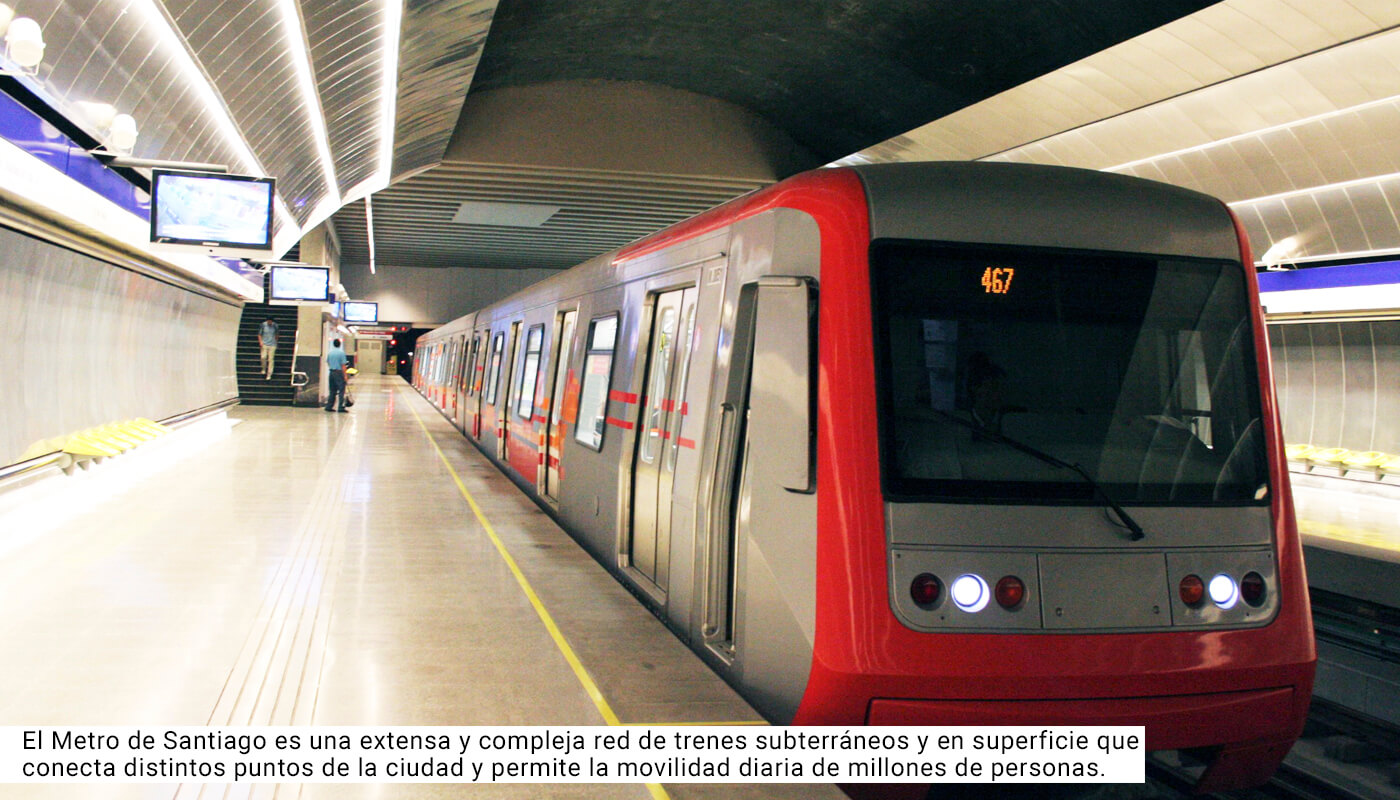 467
El Metro de Santiago es una extensa y compleja red de trenes subterráneos y en superficie que
conecta distintos puntos de la ciudad y permite la movilidad diaria de millones de personas.